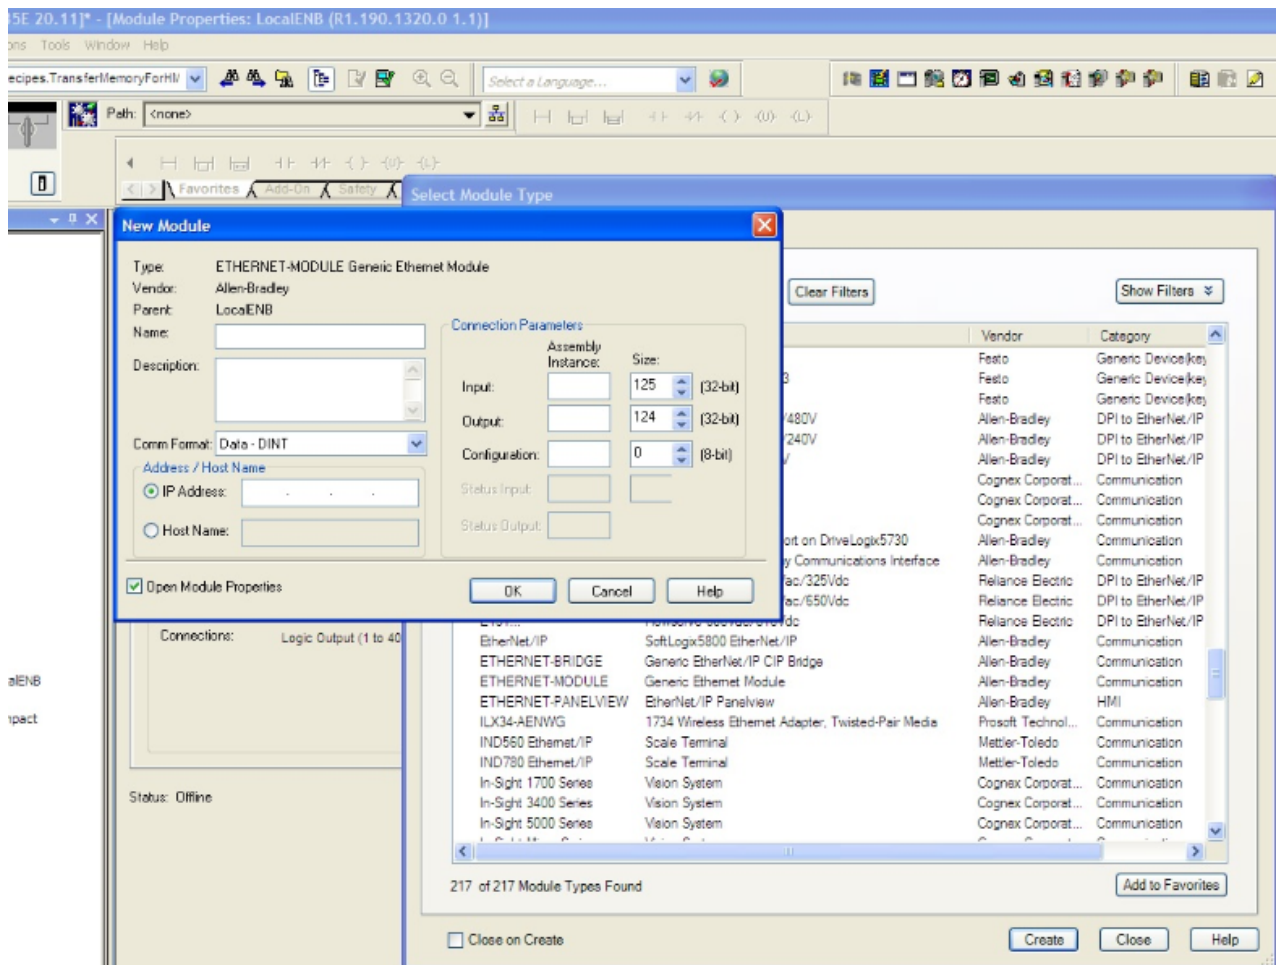 5E 20.11]* - [Module Properties: LocalENB (R1.190.1320.0 1.1)]
ons Tools Window Help
ecipes.TransferMemoryForHM
Select a Language...
Path: <none>
Favorites Add-On Safety
Select Module Type
New Module
Type: ETHERNET-MODULE Generic Ethernet Module
Vendor: Allen-Bradley
Parent: LocalENB
Name:
Description:
Comm Format: Data - DINT
Address / Host Name
IP Address: . . .
Host Name:
Connection Parameters
Assembly Instance: Size:
Input: 125 (32-bit)
Output: 124 (32-bit)
Configuration: 0 (8-bit)
Status Input:
Status Output:
Open Module Properties
OK Cancel Help
Clear Filters
Show Filters
Vendor Category
Festo Generic Device(key
3 Festo Generic Device(key
Festo Generic Device(key
/480V Allen-Bradley DPI to EtherNet/IP
/240V Allen-Bradley DPI to EtherNet/IP
V Allen-Bradley DPI to EtherNet/IP
Cognex Corporat... Communication
Cognex Corporat... Communication
Cognex Corporat... Communication
ort on DriveLogix5730 Allen-Bradley Communication
y Communications Interface Allen-Bradley Communication
ac/325Vdc Reliance Electric DPI to EtherNet/IP
ac/650Vdc Reliance Electric DPI to EtherNet/IP
Reliance Electric DPI to EtherNet/IP
EtherNet/IP SoftLogix5800 EtherNet/IP Allen-Bradley Communication
ETHERNET-BRIDGE Generic EtherNet/IP CIP Bridge Allen-Bradley Communication
ETHERNET-MODULE Generic Ethernet Module Allen-Bradley Communication
ETHERNET-PANELVIEW EtherNet/IP Panelview Allen-Bradley HMI
ILX34-AENWG 1734 Wireless Ethernet Adapter, Twisted-Pair Media Prosoft Technol... Communication
IND560 Ethernet/IP Scale Terminal Mettler-Toledo Communication
IND780 Ethernet/IP Scale Terminal Mettler-Toledo Communication
In-Sight 1700 Series Vision System Cognex Corporat... Communication
In-Sight 3400 Series Vision System Cognex Corporat... Communication
In-Sight 5000 Series Vision System Cognex Corporat... Communication
217 of 217 Module Types Found
Add to Favorites
Close on Create
Create Close Help
Connections: Logic Output (1 to 40
alENB
mpact
Status: Offline